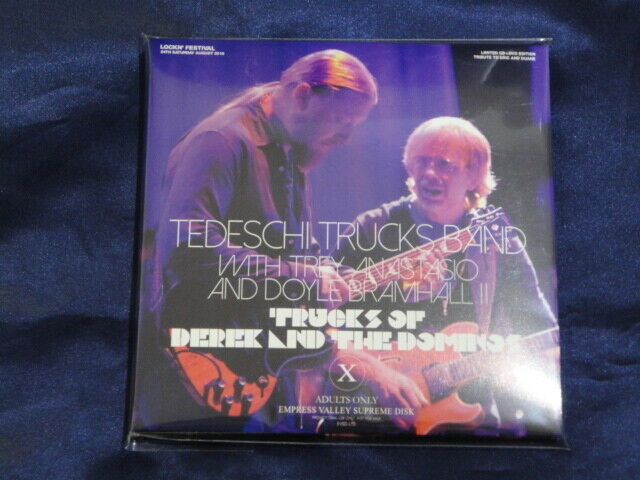 LOCKN' FESTIVAL
24TH SATURDAY AUGUST 2019
LIMITED CD+DVD EDITION
TRIBUTE TO ERIC AND DUANE
TEDESCHI TRUCKS BAND
WITH TREY ANASTASIO
AND DOYLE BRAMHALL II
TRUCKS OF
DEREK AND THE DOMINOS
X
ADULTS ONLY
EMPRESS VALLEY SUPREME DISK